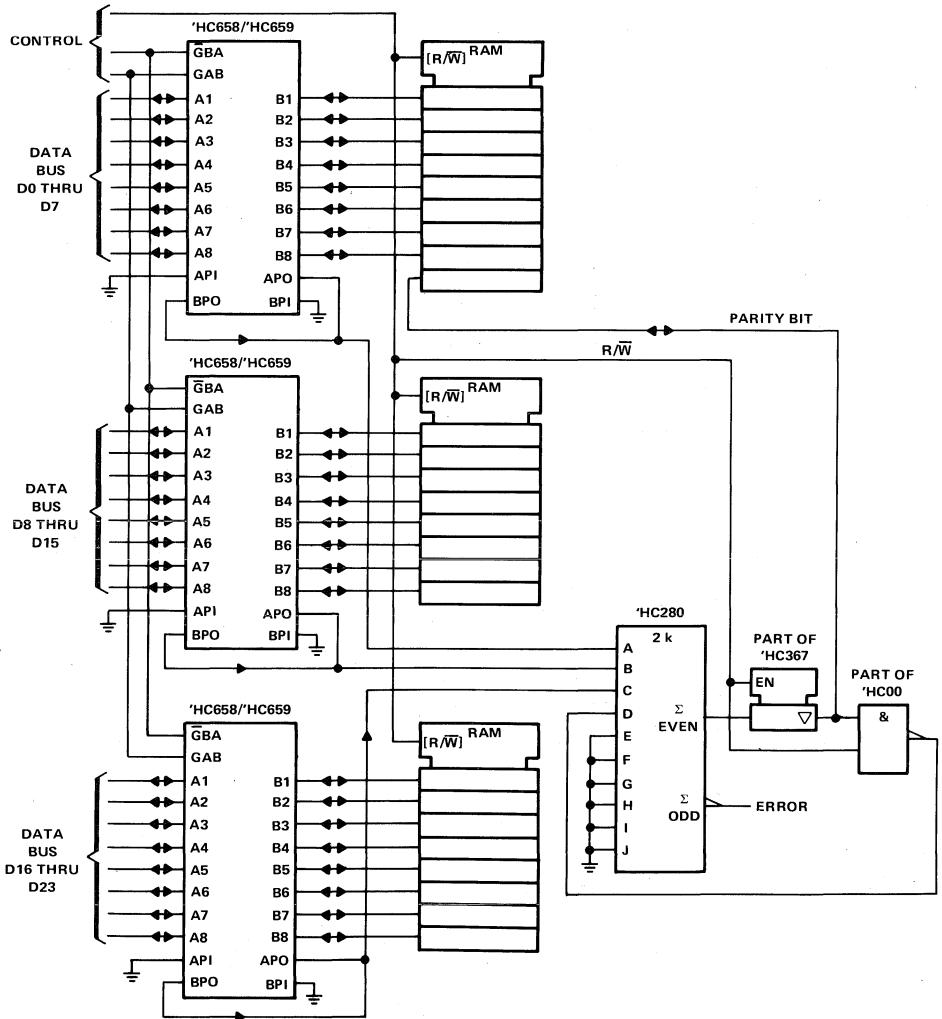 CONTROL
'HC658/'HC659
G̅BA
GAB
A1
A2
A3
A4
A5
A6
A7
A8
API
BPO
B1
B2
B3
B4
B5
B6
B7
B8
APO
BPI
DATA
BUS
D0 THRU
D7
[R/W̅] RAM
PARITY BIT
R/W̅
'HC658/'HC659
G̅BA
GAB
A1
A2
A3
A4
A5
A6
A7
A8
API
BPO
B1
B2
B3
B4
B5
B6
B7
B8
APO
BPI
DATA
BUS
D8 THRU
D15
[R/W̅] RAM
'HC658/'HC659
G̅BA
GAB
A1
A2
A3
A4
A5
A6
A7
A8
API
BPO
B1
B2
B3
B4
B5
B6
B7
B8
APO
BPI
DATA
BUS
D16 THRU
D23
[R/W̅] RAM
'HC280
2 k
A
B
C
D
E
F
G
H
I
J
Σ
EVEN
Σ
ODD
ERROR
PART OF
'HC367
EN
▽
PART OF
'HC00
&